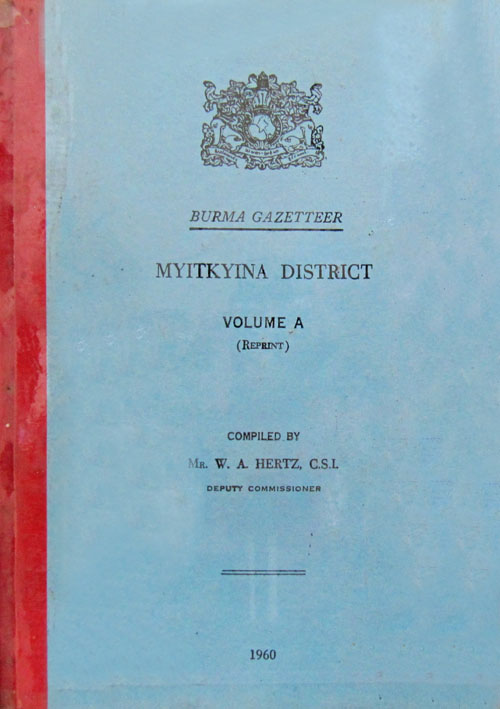 BURMA GAZETTEER
MYITKYINA DISTRICT
VOLUME A
(REPRINT)
COMPILED BY
MR. W. A. HERTZ, C.S.I.
DEPUTY COMMISSIONER
1960